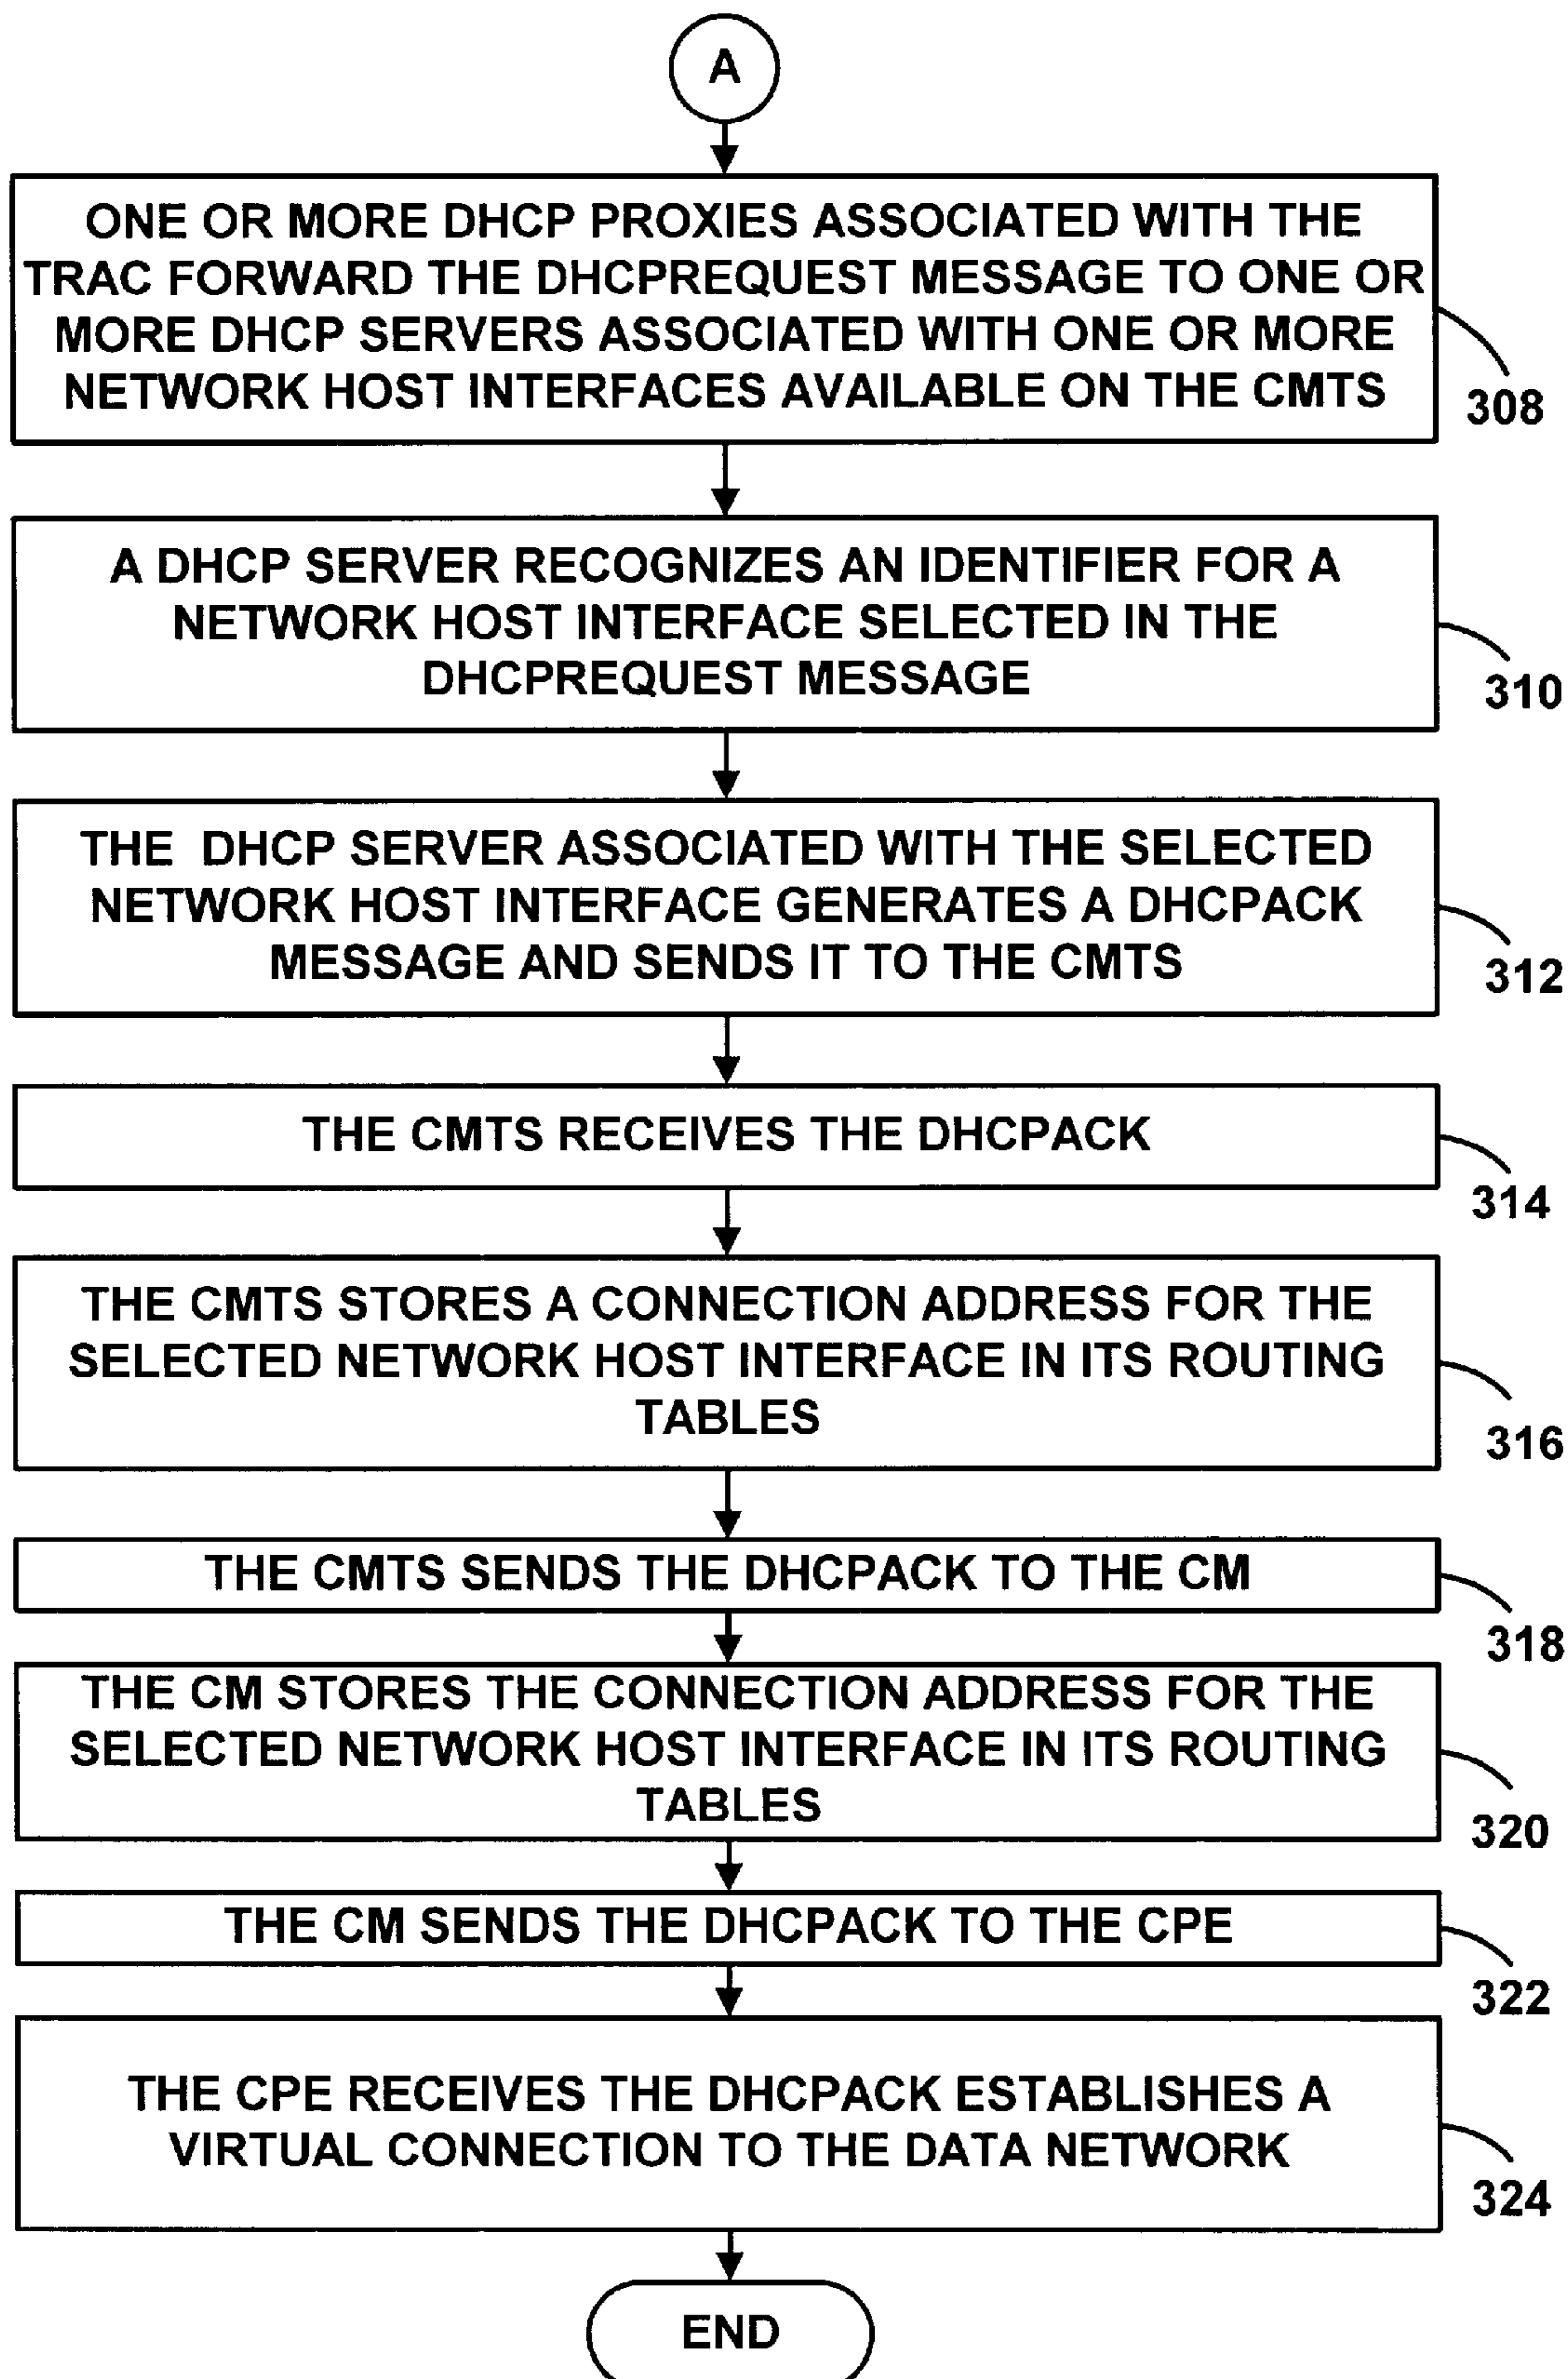 A
ONE OR MORE DHCP PROXIES ASSOCIATED WITH THE
TRAC FORWARD THE DHCPREQUEST MESSAGE TO ONE OR
MORE DHCP SERVERS ASSOCIATED WITH ONE OR MORE
NETWORK HOST INTERFACES AVAILABLE ON THE CMTS
308
A DHCP SERVER RECOGNIZES AN IDENTIFIER FOR A
NETWORK HOST INTERFACE SELECTED IN THE
DHCPREQUEST MESSAGE
310
THE DHCP SERVER ASSOCIATED WITH THE SELECTED
NETWORK HOST INTERFACE GENERATES A DHCPACK
MESSAGE AND SENDS IT TO THE CMTS
312
THE CMTS RECEIVES THE DHCPACK
314
THE CMTS STORES A CONNECTION ADDRESS FOR THE
SELECTED NETWORK HOST INTERFACE IN ITS ROUTING
TABLES
316
THE CMTS SENDS THE DHCPACK TO THE CM
318
THE CM STORES THE CONNECTION ADDRESS FOR THE
SELECTED NETWORK HOST INTERFACE IN ITS ROUTING
TABLES
320
THE CM SENDS THE DHCPACK TO THE CPE
322
THE CPE RECEIVES THE DHCPACK ESTABLISHES A
VIRTUAL CONNECTION TO THE DATA NETWORK
324
END